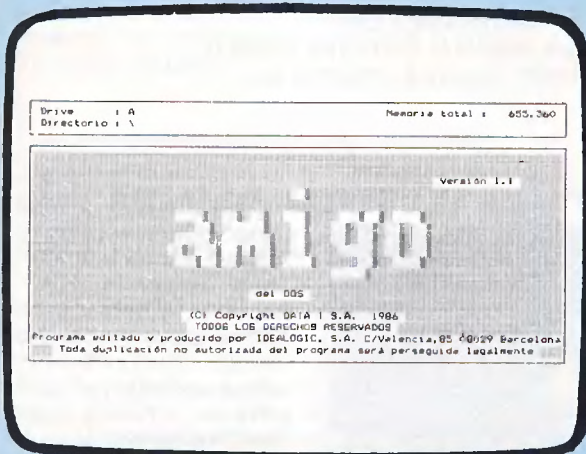 Drive : A Memoria total : 655.360
Directorio : \
Versión 1.1
amigo
del DOS
(C) Copyright DATA 1 S.A. 1986
TODOS LOS DERECHOS RESERVADOS
Programa editado y producido por IDEALOGIC, S.A. C/Valencia,85 08029 Barcelona
Toda duplicación no autorizada del programa será perseguida legalmente